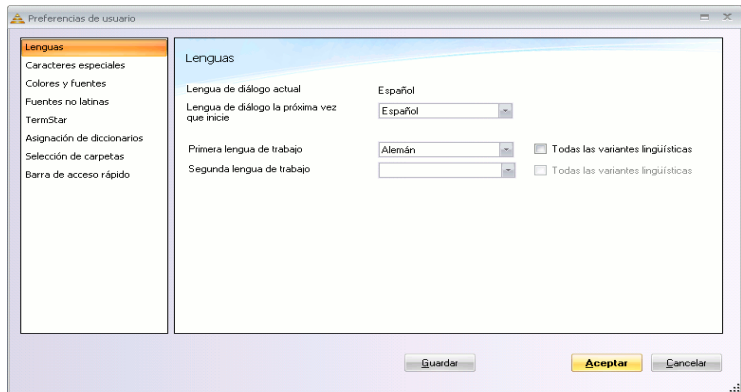 Preferencias de usuario
Lenguas
Caracteres especiales
Colores y fuentes
Fuentes no latinas
TermStar
Asignación de diccionarios
Selección de carpetas
Barra de acceso rápido
Lenguas
Lengua de diálogo actual Español
Lengua de diálogo la próxima vez
que inicie Español
Primera lengua de trabajo Alemán Todas las variantes lingüísticas
Segunda lengua de trabajo Todas las variantes lingüísticas
Guardar Aceptar Cancelar